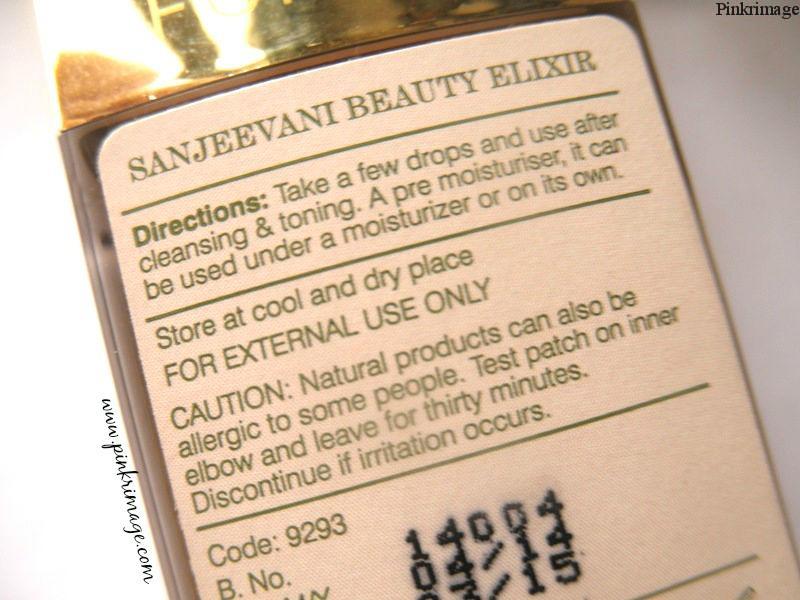 Pinkrimage
SANJEEVANI BEAUTY ELIXIR
Directions: Take a few drops and use after
cleansing & toning. A pre moisturiser, it can
be used under a moisturizer or on its own.
Store at cool and dry place
FOR EXTERNAL USE ONLY
CAUTION: Natural products can also be
allergic to some people. Test patch on inner
elbow and leave for thirty minutes.
Discontinue if irritation occurs.
Code: 9293
B. No. 14004
04/14
03/15
www.pinkrimage.com